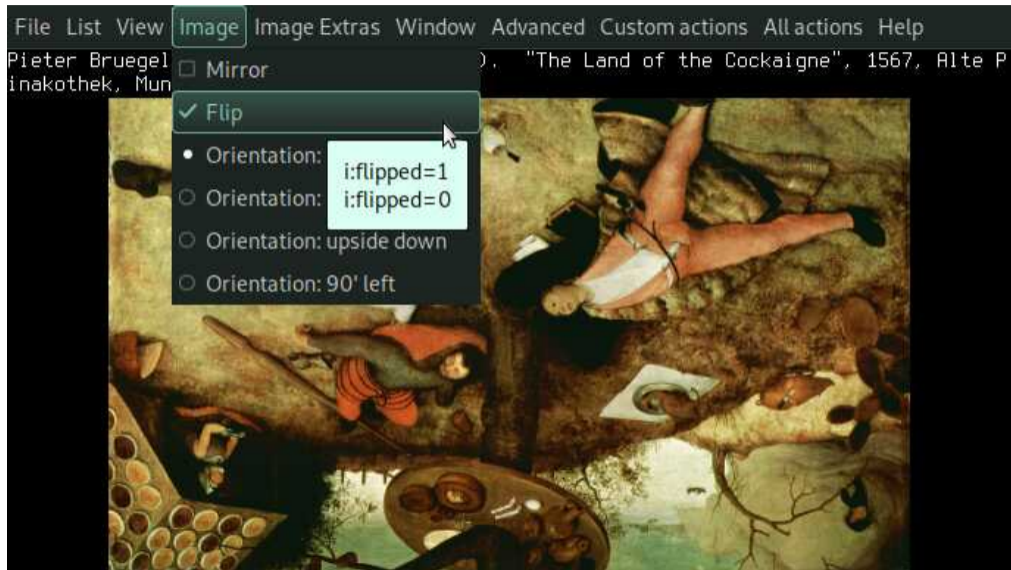 File List View Image Image Extras Window Advanced Custom actions All actions Help
Pieter Bruegel ). "The Land of the Cockaigne", 1567, Alte P
inakothek, Mun
Mirror
Flip
Orientation:
Orientation:
Orientation: upside down
Orientation: 90' left
i:flipped=1
i:flipped=0